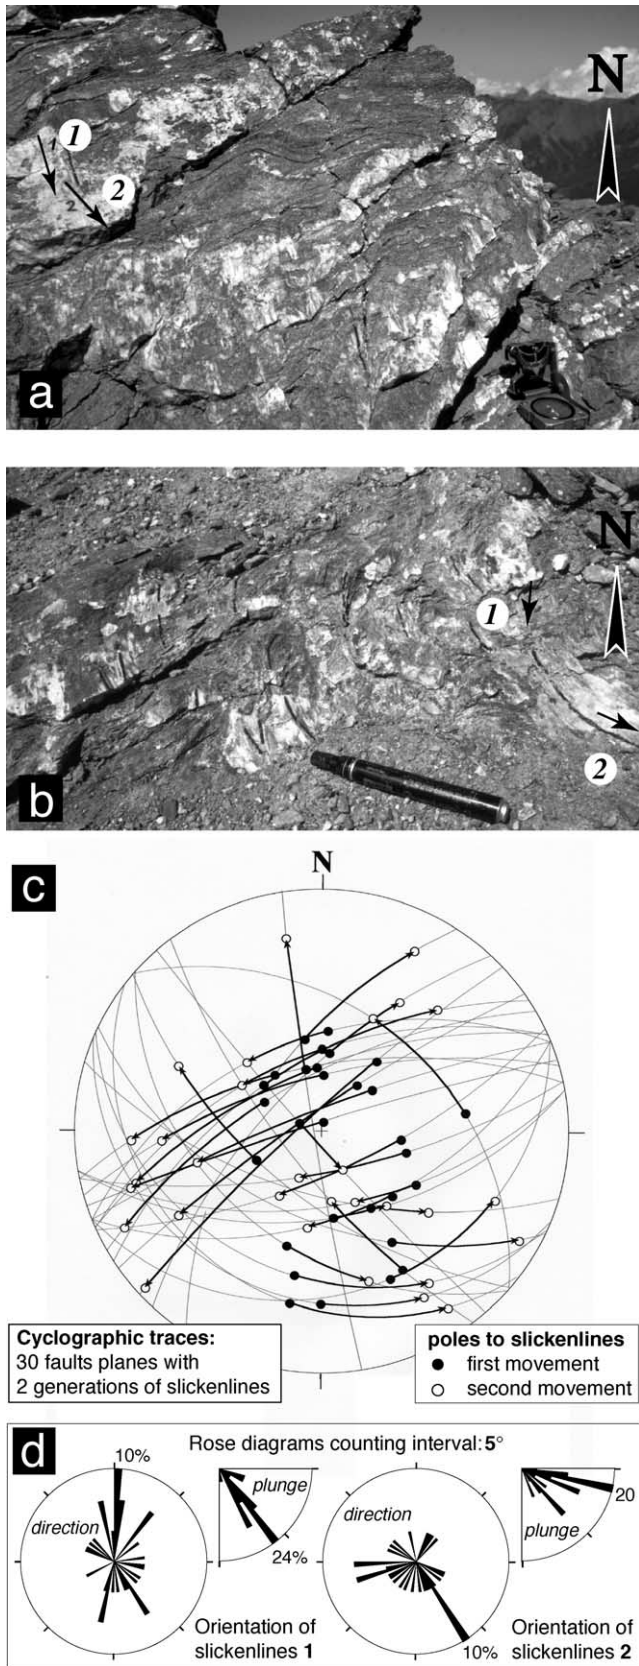 N
1
1
2
2
a
N
1
2
b
c
N
Cyclographic traces:
30 faults planes with
2 generations of slickenlines
poles to slickenlines
first movement
second movement
d
Rose diagrams counting interval: 5°
10%
direction
plunge
24%
Orientation of
slickenlines 1
direction
20
plunge
10%
Orientation of
slickenlines 2